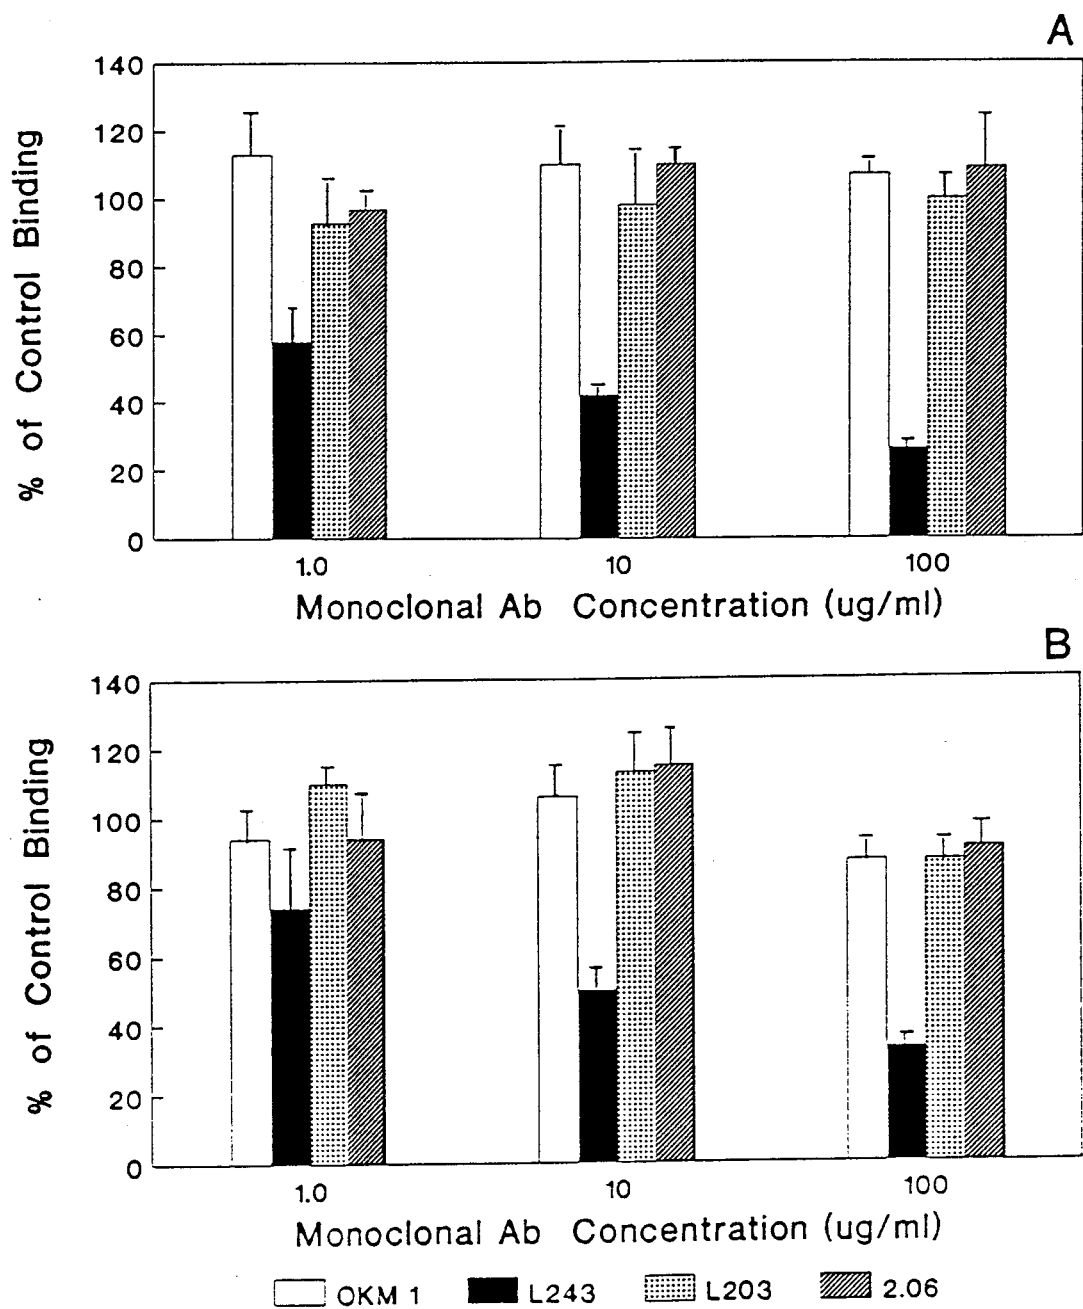 A
140
120
100
80
60
40
20
0
% of Control Binding
1.0 10 100
Monoclonal Ab Concentration (ug/ml)
B
140
120
100
80
60
40
20
0
% of Control Binding
1.0 10 100
Monoclonal Ab Concentration (ug/ml)
OKM 1 L243 L203 2.06